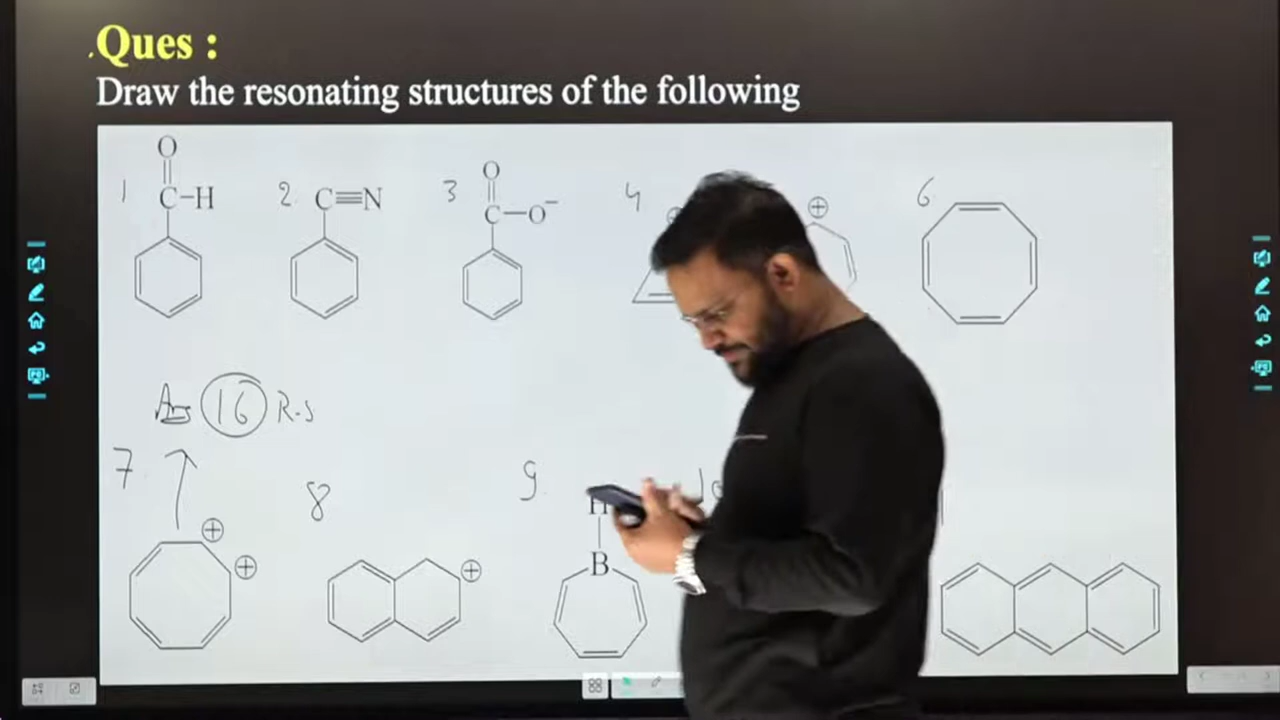 Ques :
Draw the resonating structures of the following
O
1 C-H
2. C≡N
O
3 C-O⁻
4
⊕
6
Ans 16 R.S
7
8
9
H
B
⊕
⊕
⊕